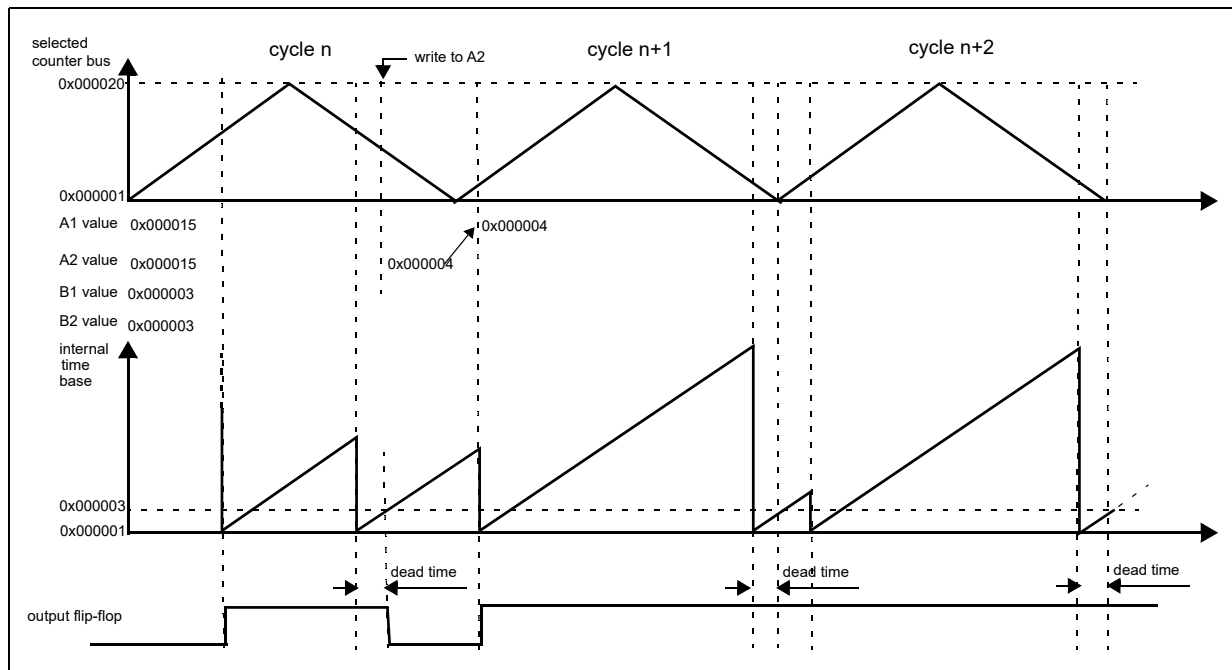 selected
counter bus
cycle n
write to A2
cycle n+1
cycle n+2
0x000020
0x000001
A1 value 0x000015
0x000004
A2 value 0x000015
0x000004
B1 value 0x000003
B2 value 0x000003
internal
time
base
0x000003
0x000001
dead time
dead time
dead time
output flip-flop